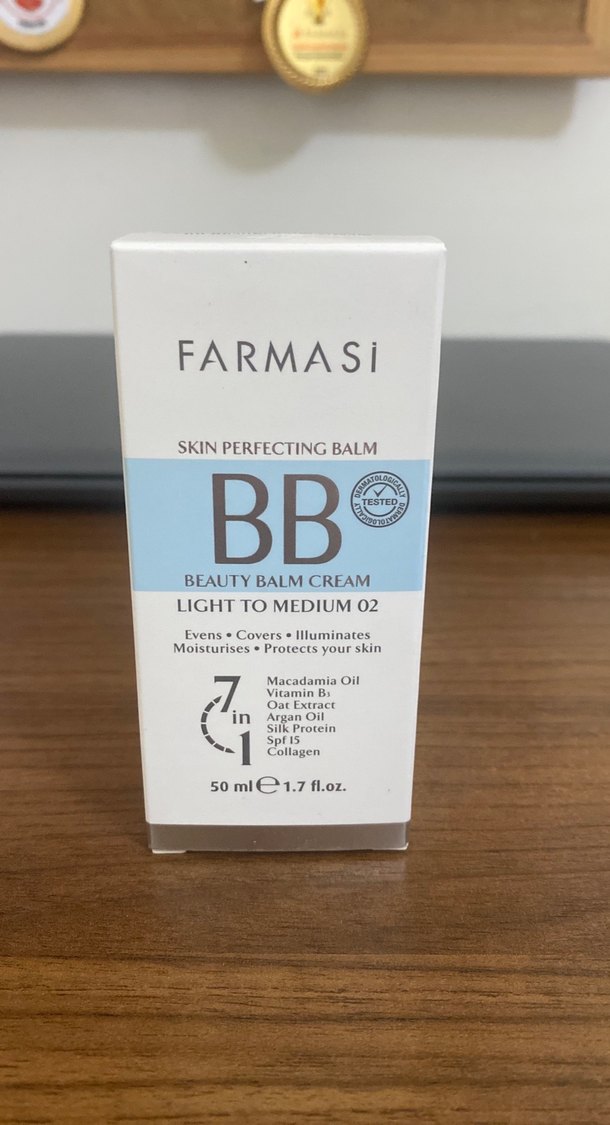 FARMASi
SKIN PERFECTING BALM
BB
DERMATOLOGICALLY
TESTED
DERMATOLOGICALLY
BEAUTY BALM CREAM
LIGHT TO MEDIUM 02
Evens • Covers • Illuminates
Moisturises • Protects your skin
7 in 1
Macadamia Oil
Vitamin B₃
Oat Extract
Argan Oil
Silk Protein
Spf 15
Collagen
50 ml ℮ 1.7 fl.oz.